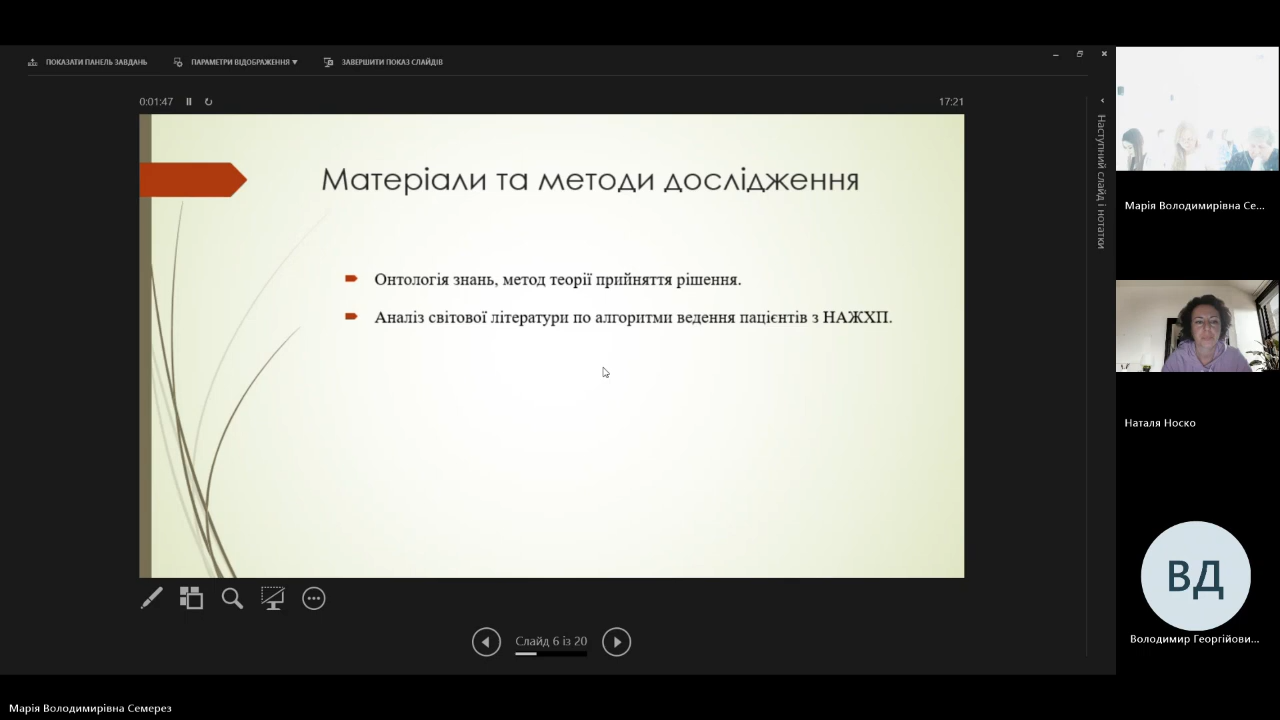 ПОКАЗАТИ ПАНЕЛЬ ЗАВДАНЬ
ПАРАМЕТРИ ВІДОБРАЖЕННЯ
ЗАВЕРШИТИ ПОКАЗ СЛАЙДІВ
0:01:47
17:21
Матеріали та методи дослідження
Онтологія знань, метод теорії прийняття рішення.
Аналіз світової літератури по алгоритми ведення пацієнтів з НАЖХП.
Слайд 6 із 20
Наступний слайд і нотатки
Марія Володимирівна Се...
Наталя Носко
ВД
Володимир Георгійови...
Марія Володимирівна Семерез